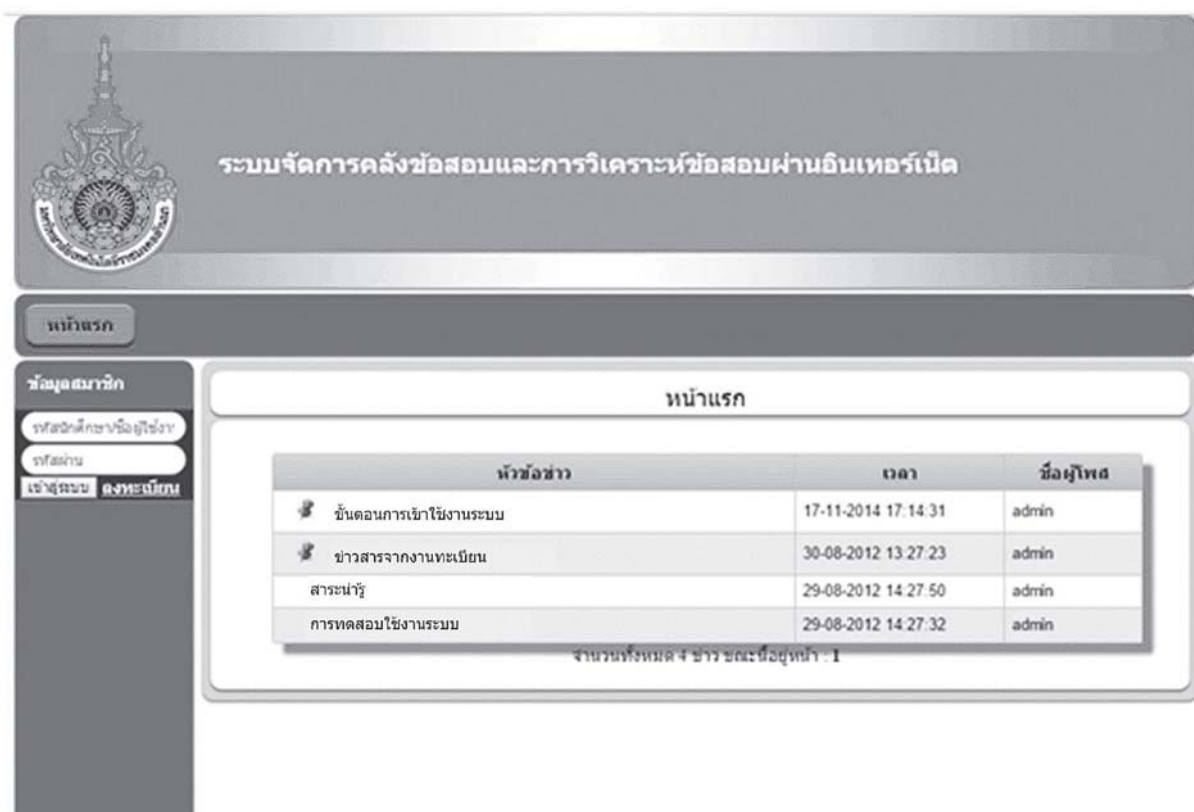 ระบบจัดการคลังข้อสอบและการวิเคราะห์ข้อสอบผ่านอินเทอร์เน็ต
หน้าแรก
ข้อมูลสมาชิก
รหัสนักศึกษา/ชื่อผู้ใช้งา
รหัสผ่าน
เข้าสู่ระบบ ลงทะเบียน
หน้าแรก
หัวข้อข่าว เวลา ชื่อผู้โพส
ขั้นตอนการเข้าใช้งานระบบ 17-11-2014 17:14:31 admin
ข่าวสารจากงานทะเบียน 30-08-2012 13:27:23 admin
สาระน่ารู้ 29-08-2012 14:27:50 admin
การทดสอบใช้งานระบบ 29-08-2012 14:27:32 admin
จำนวนทั้งหมด 4 ข่าว ขณะนี้อยู่หน้า : 1